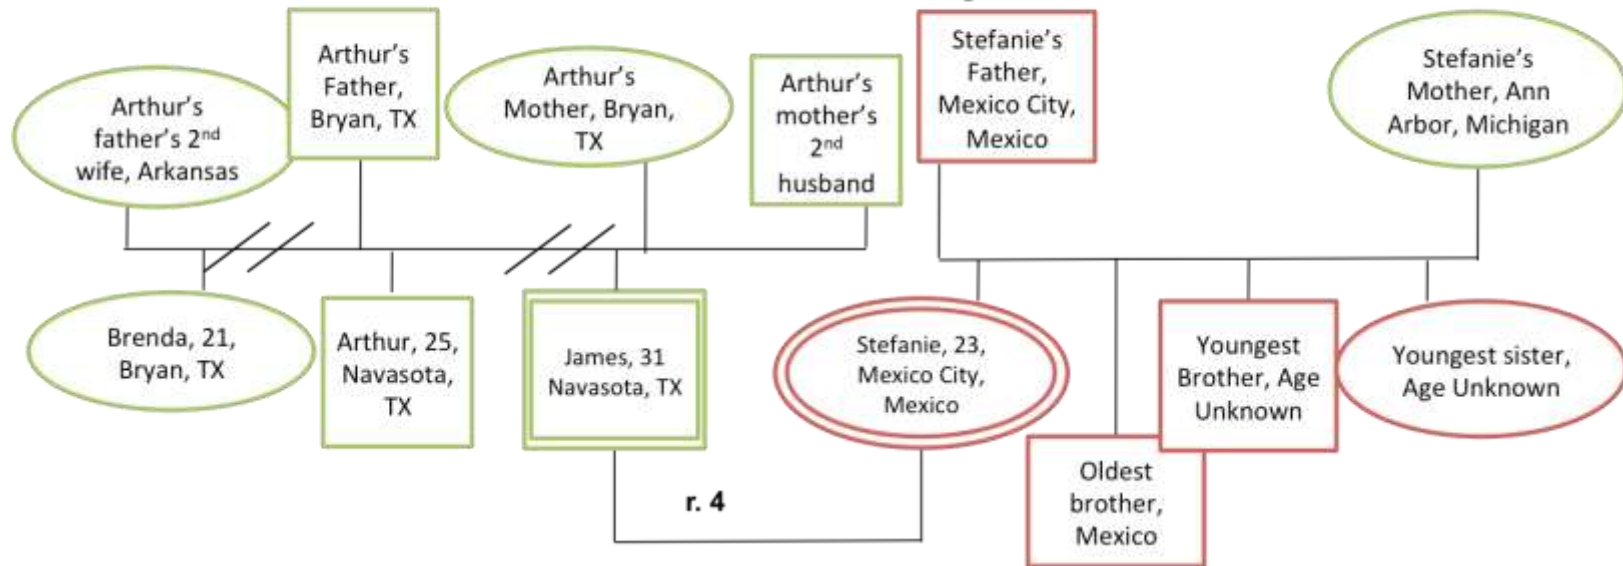 Arthur's
father's 2nd
wife, Arkansas
Arthur's
Father,
Bryan, TX
Arthur's
Mother, Bryan,
TX
Arthur's
mother's
2nd
husband
Stefanie's
Father,
Mexico City,
Mexico
Stefanie's
Mother, Ann
Arbor, Michigan
Brenda, 21,
Bryan, TX
Arthur, 25,
Navasota,
TX
James, 31
Navasota, TX
Stefanie, 23,
Mexico City,
Mexico
Oldest
brother,
Mexico
Youngest
Brother, Age
Unknown
Youngest sister,
Age Unknown
r. 4